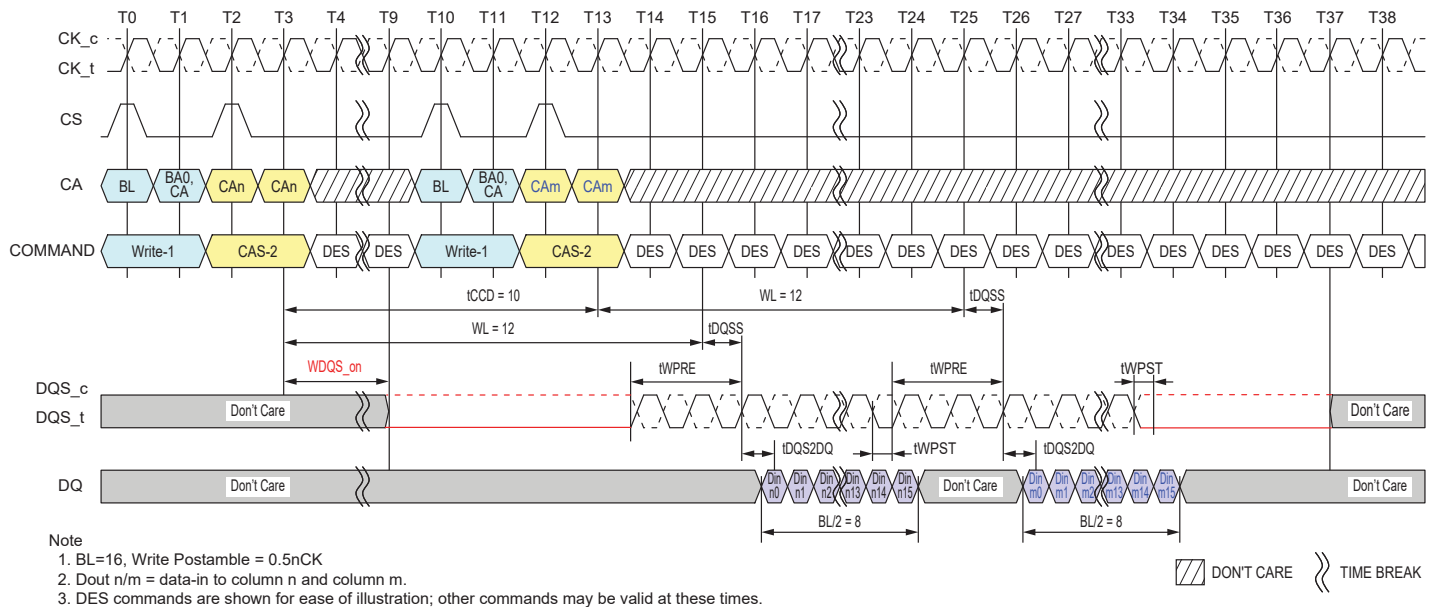 T0 T1 T2 T3 T4 T9 T10 T11 T12 T13 T14 T15 T16 T17 T23 T24 T25 T26 T27 T33 T34 T35 T36 T37 T38
CK_c
CK_t
CS
CA BL BA0, CA CAn CAn BL BA0, CA CAm CAm
COMMAND Write-1 CAS-2 DES DES Write-1 CAS-2 DES DES DES DES DES DES DES DES DES DES DES DES DES DES DES
tCCD = 10 WL = 12 tDQSS
WL = 12 tDQSS
WDQS_on tWPRE tWPRE tWPST
DQS_c
DQS_t Don't Care Don't Care
tDQS2DQ tWPST tDQS2DQ
DQ Don't Care Din n0 Din n1 Din n2 Din n13 Din n14 Din n15 Don't Care Din m0 Din m1 Din m2 Din m13 Din m14 Din m15 Don't Care
BL/2 = 8 BL/2 = 8
Note
1. BL=16, Write Postamble = 0.5nCK
2. Dout n/m = data-in to column n and column m.
3. DES commands are shown for ease of illustration; other commands may be valid at these times.
DON'T CARE TIME BREAK